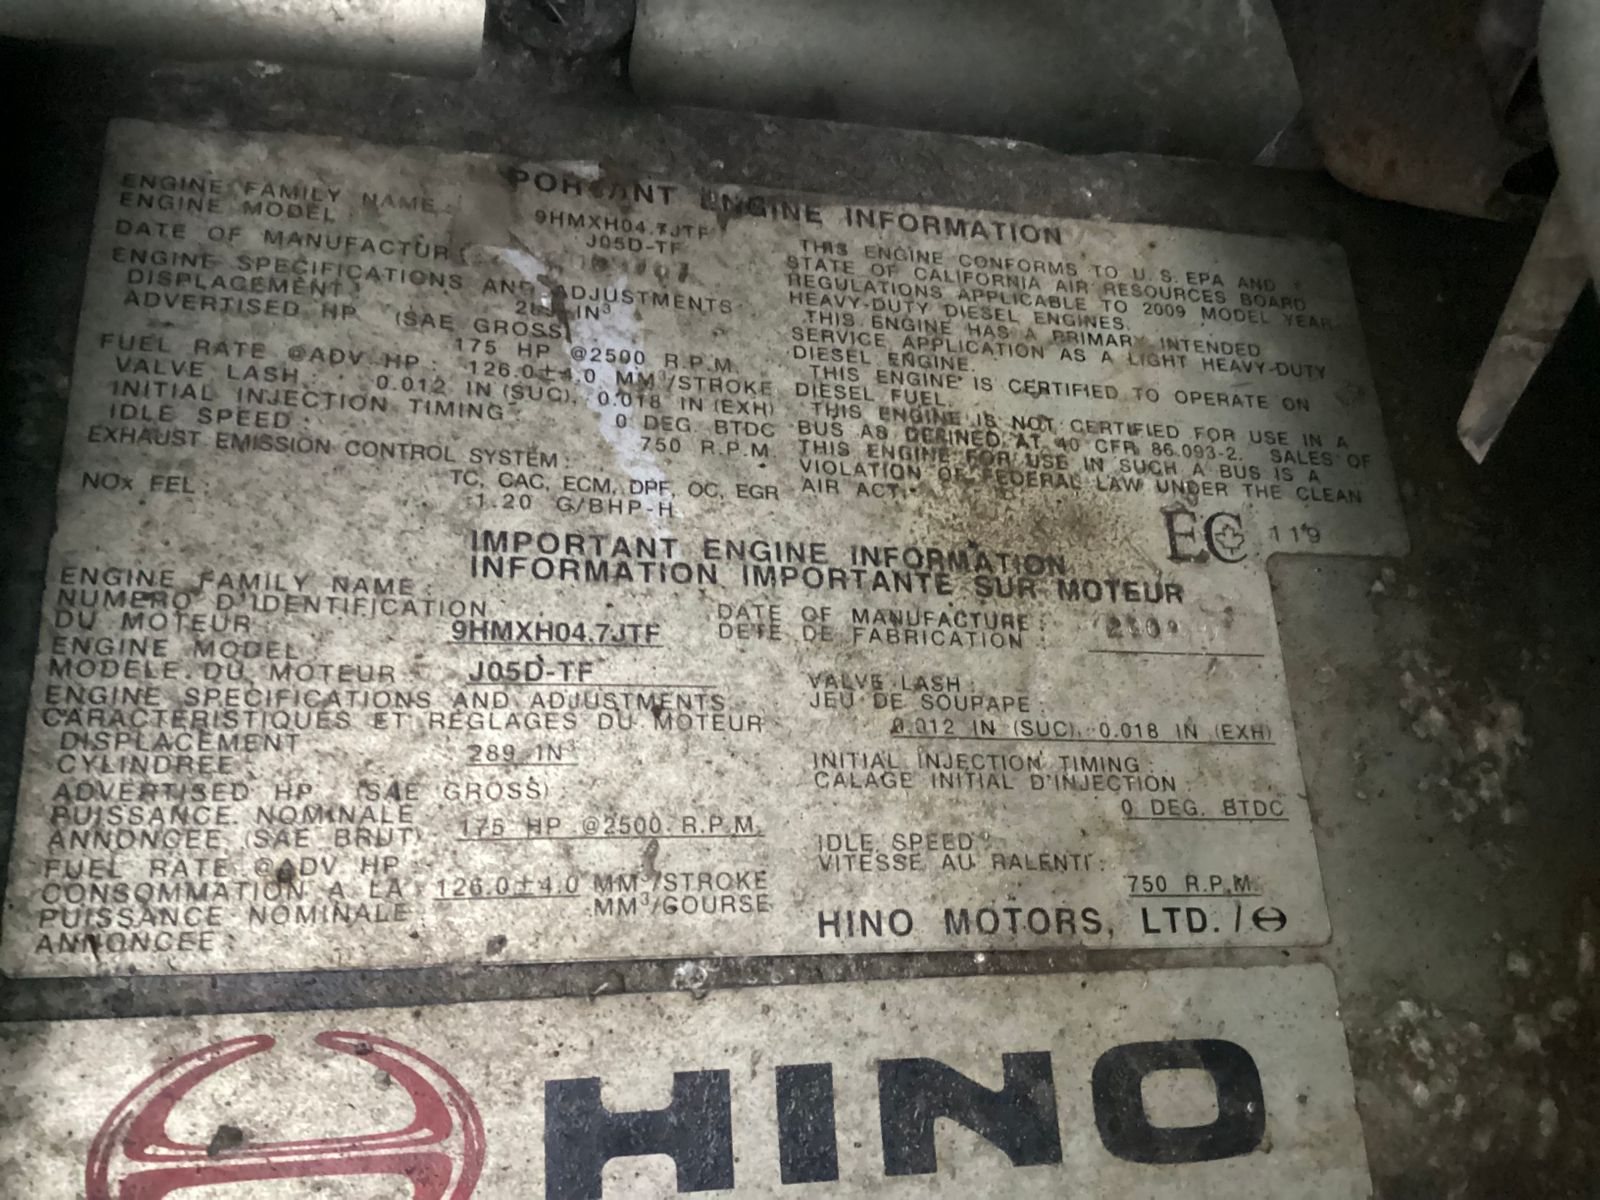 ENGINE INFORMATION
ENGINE FAMILY NAME: 9HMXH04.7JTF
ENGINE MODEL : J05D-TF
DATE OF MANUFACTUR
ENGINE SPECIFICATIONS AND ADJUSTMENTS
DISPLACEMENT : IN³
ADVERTISED HP (SAE GROSS)
175 HP @2500 R.P.M.
FUEL RATE @ADV HP : 126.0±4.0 MM³/STROKE
VALVE LASH : 0.012 IN (SUC), 0.018 IN (EXH)
INITIAL INJECTION TIMING : 0 DEG. BTDC
IDLE SPEED : 750 R.P.M.
EXHAUST EMISSION CONTROL SYSTEM :
TC, CAC, ECM, DPF, OC, EGR
NOx FEL : 1.20 G/BHP-H
THIS ENGINE CONFORMS TO U.S. EPA AND
STATE OF CALIFORNIA AIR RESOURCES BOARD
REGULATIONS APPLICABLE TO 2009 MODEL YEAR
HEAVY-DUTY DIESEL ENGINES.
THIS ENGINE HAS A PRIMARY INTENDED
SERVICE APPLICATION AS A LIGHT HEAVY-DUTY
DIESEL ENGINE.
THIS ENGINE IS CERTIFIED TO OPERATE ON
DIESEL FUEL.
THIS ENGINE IS NOT CERTIFIED FOR USE IN A
BUS AS DEFINED AT 40 CFR 86.093-2. SALES OF
THIS ENGINE FOR USE IN SUCH A BUS IS A
VIOLATION OF FEDERAL LAW UNDER THE CLEAN
AIR ACT.
EC 119
IMPORTANT ENGINE INFORMATION
INFORMATION IMPORTANTE SUR MOTEUR
ENGINE FAMILY NAME :
NUMERO D'IDENTIFICATION
DU MOTEUR : 9HMXH04.7JTF
ENGINE MODEL :
MODELE DU MOTEUR J05D-TF
ENGINE SPECIFICATIONS AND ADJUSTMENTS
CARACTERISTIQUES ET REGLAGES DU MOTEUR
DISPLACEMENT
CYLINDREE : 289 IN³
ADVERTISED HP (SAE GROSS) :
PUISSANCE NOMINALE
ANNONCEE (SAE BRUT) 175 HP @2500 R.P.M.
FUEL RATE @ADV HP :
CONSOMMATION A LA 126.0±4.0 MM³/STROKE
PUISSANCE NOMINALE MM³/COURSE
ANNONCEE :
DATE OF MANUFACTURE :
DETE DE FABRICATION :
VALVE LASH :
JEU DE SOUPAPE :
0.012 IN (SUC), 0.018 IN (EXH)
INITIAL INJECTION TIMING :
CALAGE INITIAL D'INJECTION :
0 DEG. BTDC
IDLE SPEED :
VITESSE AU RALENTI :
750 R.P.M.
HINO MOTORS, LTD. /
HINO